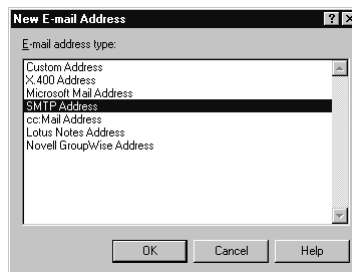 New E-mail Address
E-mail address type:
Custom Address
X.400 Address
Microsoft Mail Address
SMTP Address
cc:Mail Address
Lotus Notes Address
Novell GroupWise Address
OK Cancel Help